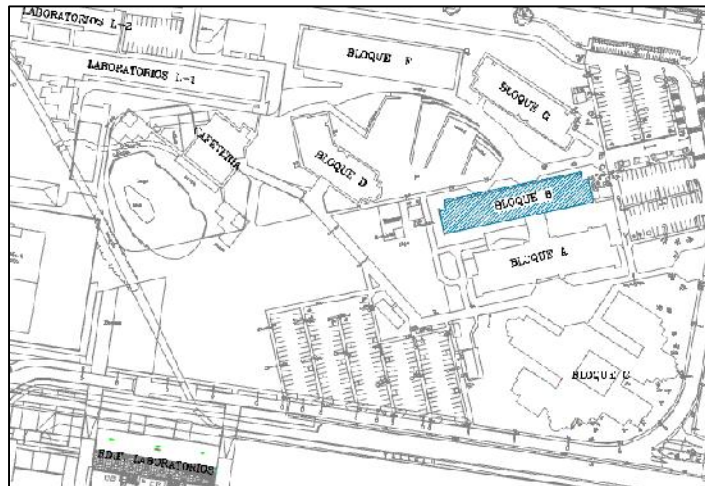 LABORATORIOS L-2
LABORATORIOS L-1
BLOQUE F
BLOQUE G
CAFETERIA
BLOQUE D
BLOQUE B
BLOQUE A
BLOQUE C
EDIF. LABORATORIOS